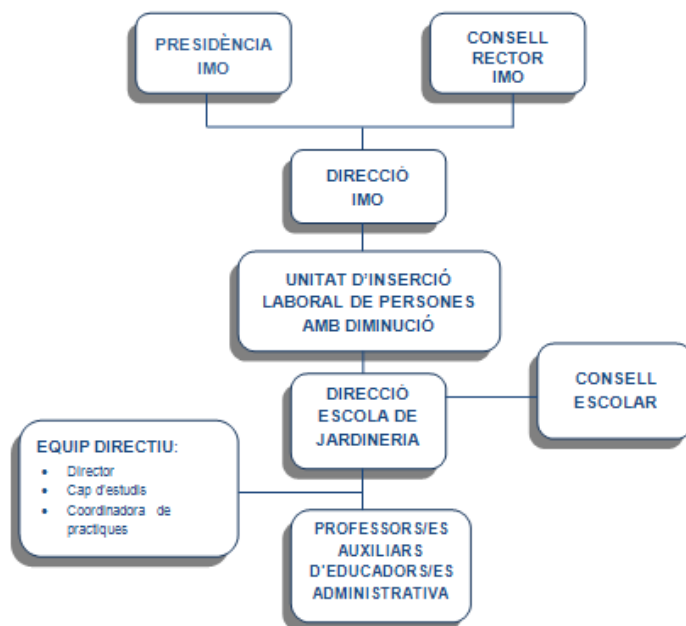 PRESIDÈNCIA
IMO
CONSELL
RECTOR
IMO
DIRECCIÓ
IMO
UNITAT D'INSERCIÓ
LABORAL DE PERSONES
AMB DIMINUCIÓ
DIRECCIÓ
ESCOLA DE
JARDINERIA
CONSELL
ESCOLAR
EQUIP DIRECTIU:
• Director
• Cap d'estudis
• Coordinadora de
practiques
PROFESSORS/ES
AUXILIARS
D'EDUCADORS/ES
ADMINISTRATIVA